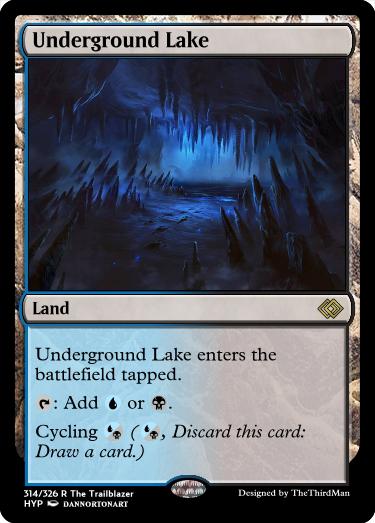 Underground Lake
Land
Underground Lake enters the
battlefield tapped.
: Add or .
Cycling ( , Discard this card:
Draw a card.)
314/326 R The Trailblazer
HYP DANNORTONART
Designed by TheThirdMan